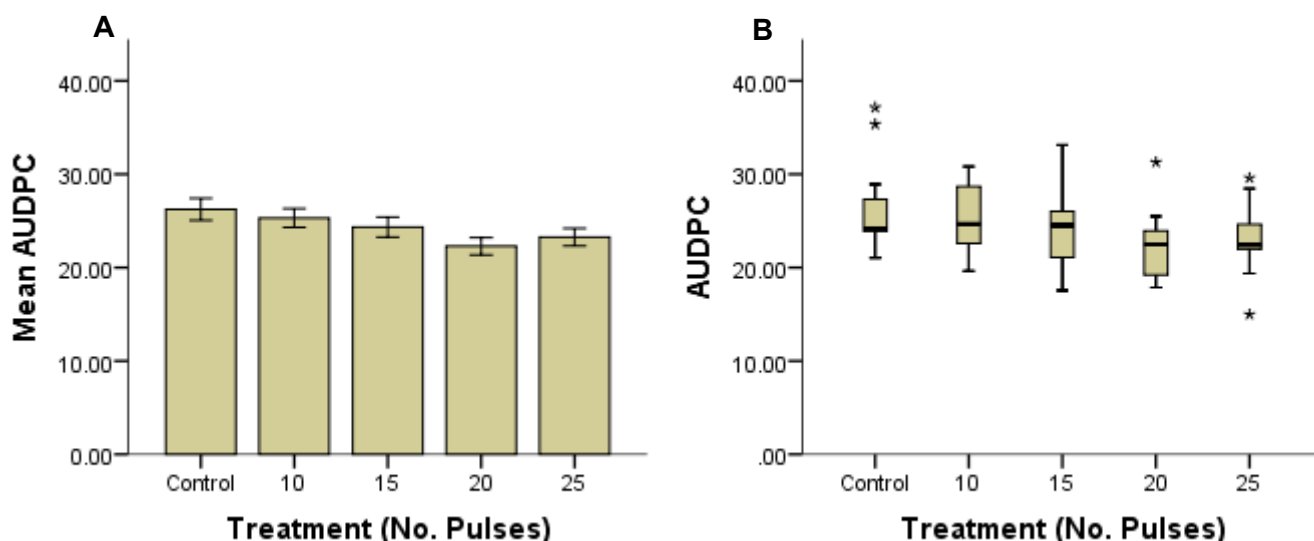 A
Mean AUDPC
40.00
30.00
20.00
10.00
0.00
Control 10 15 20 25
Treatment (No. Pulses)
B
AUDPC
40.00
30.00
20.00
10.00
.00
Control 10 15 20 25
Treatment (No. Pulses)